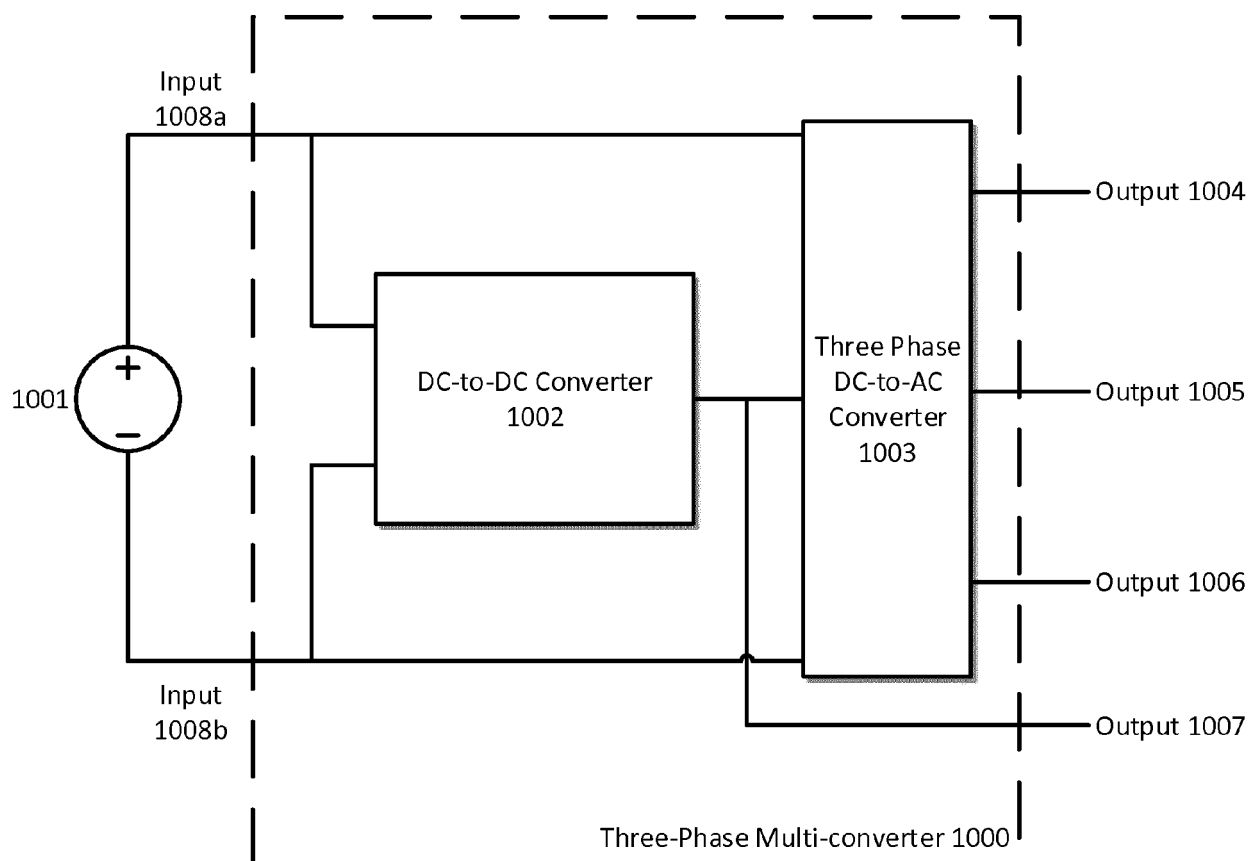 Input
1008a
Output 1004
Three Phase
DC-to-AC
Converter
1003
DC-to-DC Converter
1002
1001
+
−
Output 1005
Output 1006
Input
1008b
Output 1007
Three-Phase Multi-converter 1000